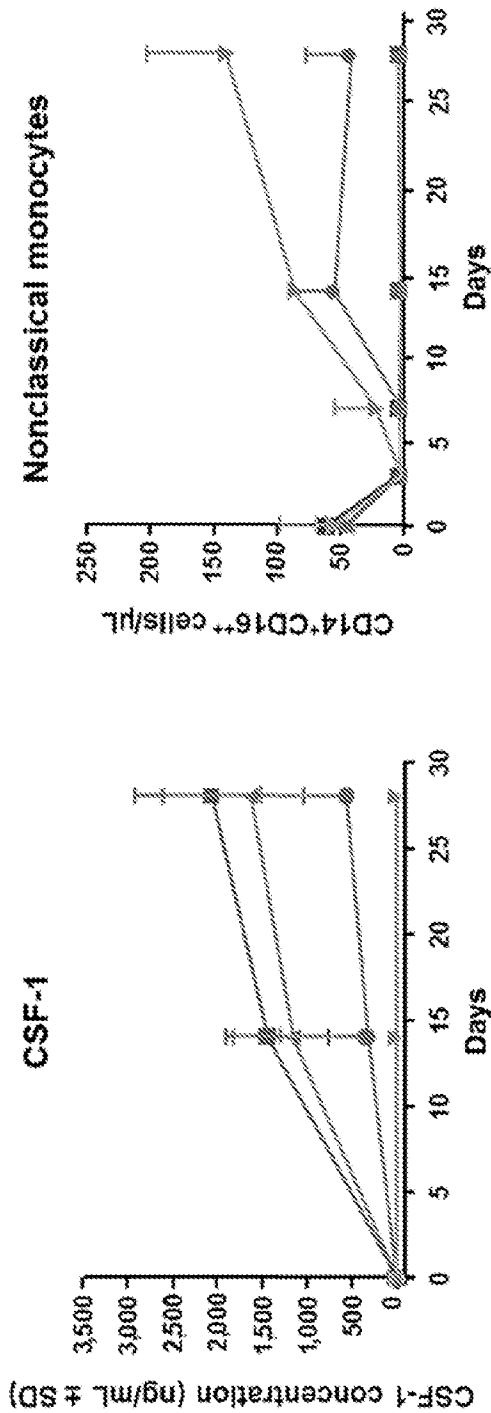 CSF-1
CSF-1 concentration (ng/mL ± SD)
3,500
3,000
2,500
2,000
1,500
1,000
500
0
0 5 10 15 20 25 30
Days
Nonclassical monocytes
CD14⁺CD16⁺⁺ cells/µL
250
200
150
100
50
0
0 5 10 15 20 25 30
Days